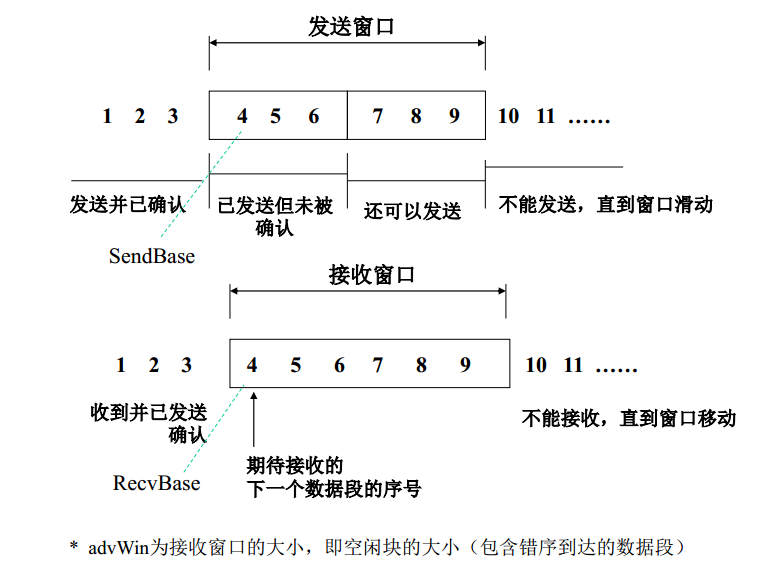 发送窗口
1 2 3 4 5 6 7 8 9 10 11 ……
发送并已确认 已发送但未被确认 还可以发送 不能发送，直到窗口滑动
SendBase
接收窗口
1 2 3 4 5 6 7 8 9 10 11 ……
收到并已发送确认 不能接收，直到窗口移动
期待接收的
下一个数据段的序号
RecvBase
* advWin为接收窗口的大小，即空闲块的大小（包含错序到达的数据段）